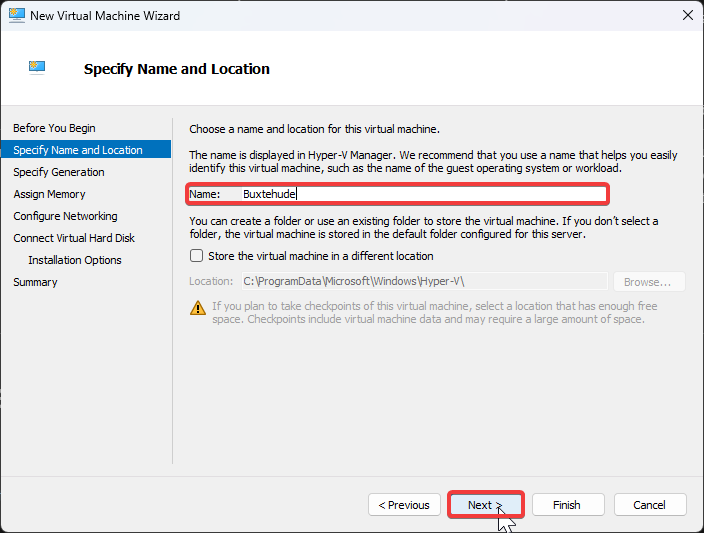 New Virtual Machine Wizard
Specify Name and Location
Before You Begin
Specify Name and Location
Specify Generation
Assign Memory
Configure Networking
Connect Virtual Hard Disk
Installation Options
Summary
Choose a name and location for this virtual machine.
The name is displayed in Hyper-V Manager. We recommend that you use a name that helps you easily
identify this virtual machine, such as the name of the guest operating system or workload.
Name: Buxtehude
You can create a folder or use an existing folder to store the virtual machine. If you don't select a
folder, the virtual machine is stored in the default folder configured for this server.
Store the virtual machine in a different location
Location: C:\ProgramData\Microsoft\Windows\Hyper-V\ Browse...
If you plan to take checkpoints of this virtual machine, select a location that has enough free
space. Checkpoints include virtual machine data and may require a large amount of space.
< Previous Next > Finish Cancel